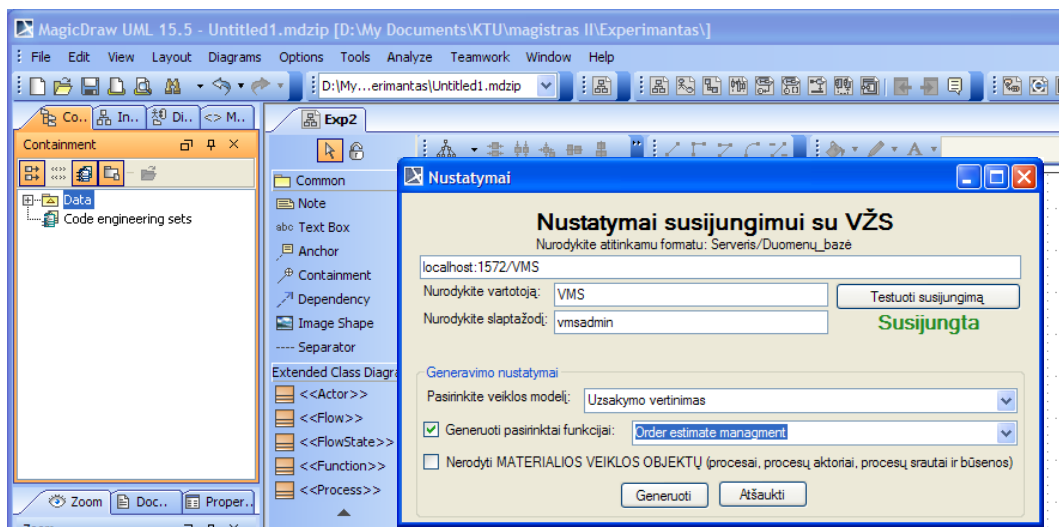 MagicDraw UML 15.5 - Untitled1.mdzip [D:\My Documents\KTU\magistras II\Experimantas\]
File Edit View Layout Diagrams Options Tools Analyze Teamwork Window Help
D:\My...erimantas\Untitled1.mdzip
Co.. In.. Di.. <> M..
Containment
Data
Code engineering sets
Zoom Doc.. Proper..
Exp2
Common
Note
abc Text Box
Anchor
Containment
Dependency
Image Shape
---- Separator
Extended Class Diagr
<<Actor>>
<<Flow>>
<<FlowState>>
<<Function>>
<<Process>>
Nustatymai
Nustatymai susijungimui su VŽS
Nurodykite atitinkamu formatu: Serveris/Duomenų_bazė
localhost:1572/VMS
Nurodykite vartotoją: VMS
Testuoti susijungimą
Nurodykite slaptažodį: vmsadmin
Susijungta
Generavimo nustatymai
Pasirinkite veiklos modelį: Uzsakymo vertinimas
Generuoti pasirinktai funkcijai: Order estimate managment
Nerodyti MATERIALIOS VEIKLOS OBJEKTŲ (procesai, procesų aktoriai, procesų srautai ir būsenos)
Generuoti Atšaukti